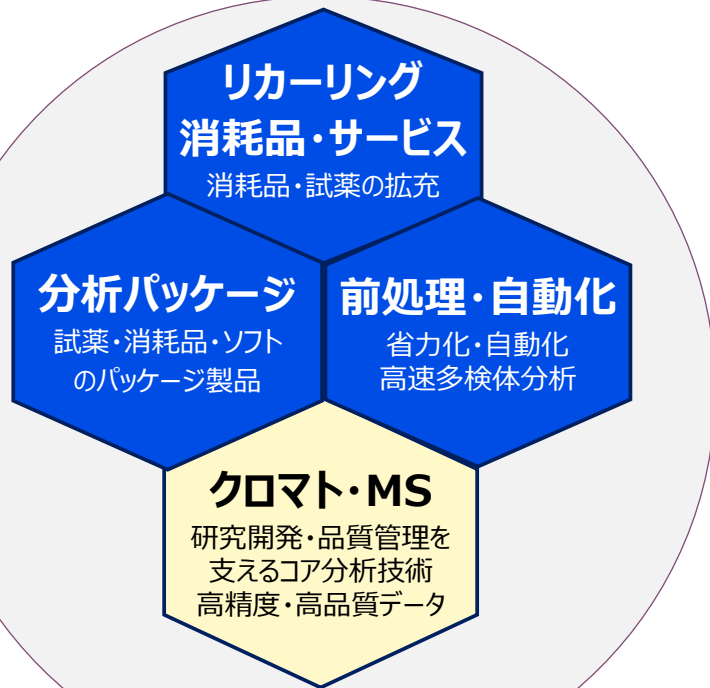 リカーリング
消耗品・サービス
消耗品・試薬の拡充
分析パッケージ
試薬・消耗品・ソフト
のパッケージ製品
前処理・自動化
省力化・自動化
高速多検体分析
クロマト・MS
研究開発・品質管理を
支えるコア分析技術
高精度・高品質データ